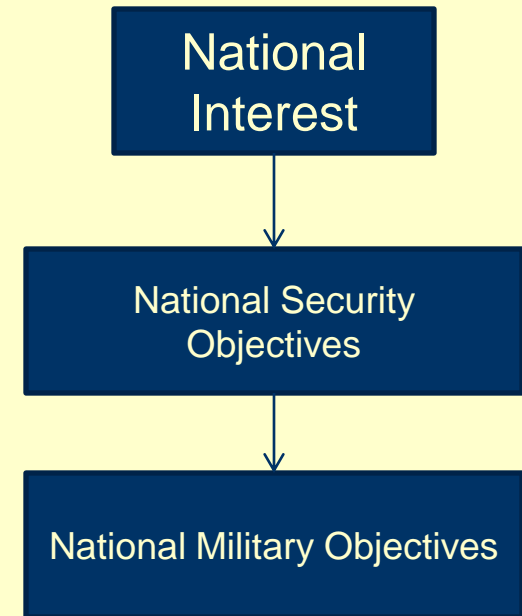 National
Interest
National Security
Objectives
National Military Objectives